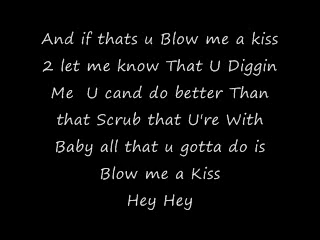 And if thats u Blow me a kiss
2 let me know That U Diggin
Me U cand do better Than
that Scrub that U're With
Baby all that u gotta do is
Blow me a Kiss
Hey Hey